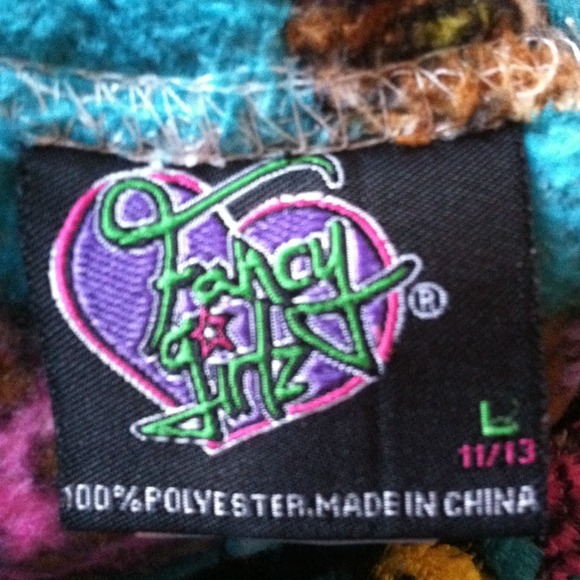 Fancy
girlz
®
L
11/13
100%POLYESTER.MADE IN CHINA